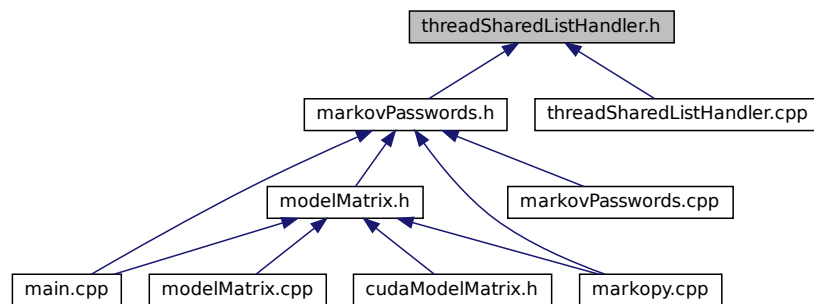 threadSharedListHandler.h
markovPasswords.h
threadSharedListHandler.cpp
modelMatrix.h
markovPasswords.cpp
main.cpp
modelMatrix.cpp
cudaModelMatrix.h
markopy.cpp